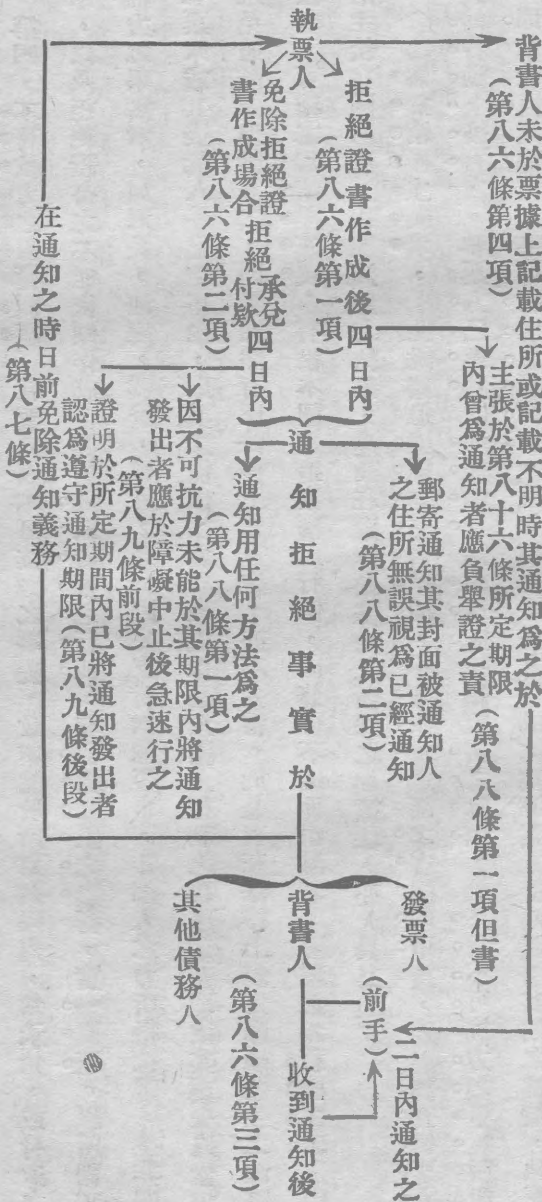 背書人未於票據上記載住所或記載不明時其通知爲之於
(第八六條第四項)
執票人
拒絕證書作成後四日內
(第八六條第一項)
免除拒絕證
書作成場合
拒絕承兌
拒絕付欵
四日內
(第八六條第二項)
主張於第八十六條所定期限
內曾爲通知者應負舉證之責
(第八八條第一項但書)
郵寄通知其封面被通知人
之住所無誤視爲已經通知
(第八八條第二項)
通知拒絕事實於
通知用任何方法爲之
(第八八條第一項)
因不可抗力未能於其期限內將通知
發出者應於障礙中止後急速行之
(第八九條前段)
證明於所定期間內已將通知發出者
認爲遵守通知期限(第八九條後段)
在通知之時日前免除通知義務
(第八七條)
發票人
背書人
其他債務人
(前手)
二日內通知之
收到通知後
(第八六條第三項)